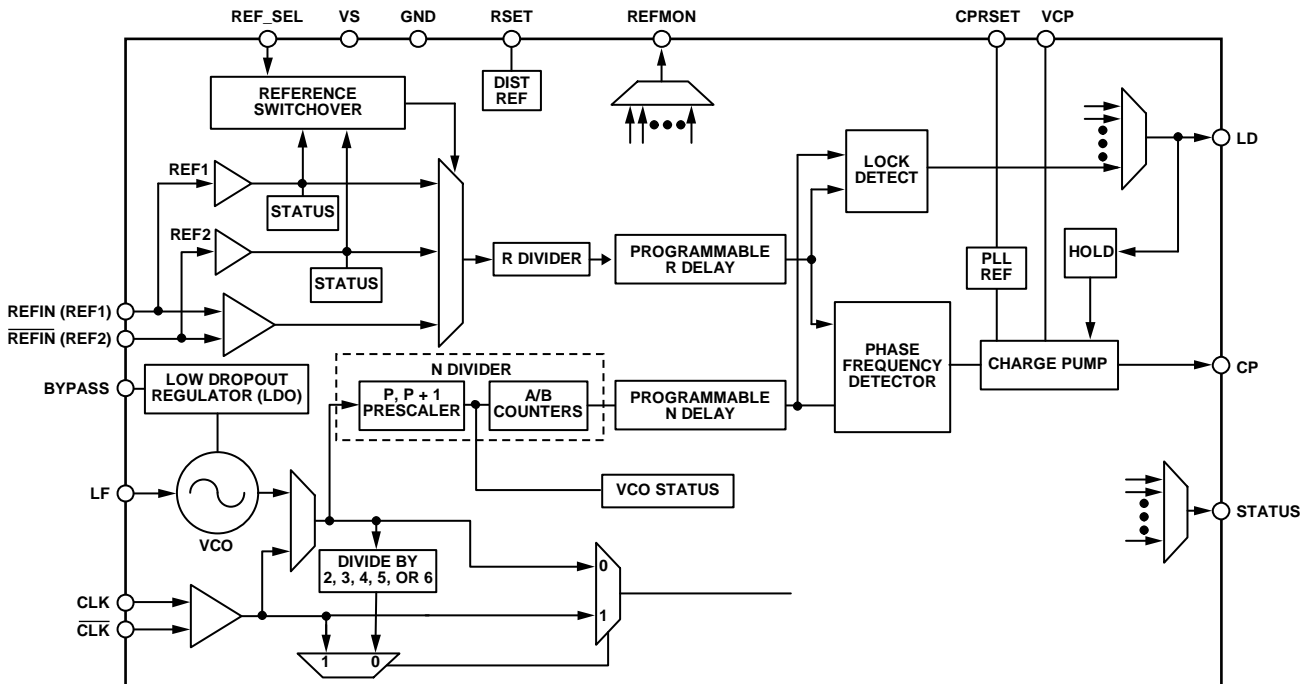 REF_SEL VS GND RSET REFMON CPRSET VCP
REFERENCE
SWITCHOVER
DIST
REF
REF1
STATUS
REF2
STATUS
LOCK
DETECT
LD
R DIVIDER
PROGRAMMABLE
R DELAY
PLL
REF
HOLD
REFIN (REF1)
REFIN (REF2)
BYPASS
LOW DROPOUT
REGULATOR (LDO)
N DIVIDER
P, P + 1
PRESCALER
A/B
COUNTERS
PROGRAMMABLE
N DELAY
PHASE
FREQUENCY
DETECTOR
CHARGE PUMP
CP
LF
VCO
VCO STATUS
STATUS
DIVIDE BY
2, 3, 4, 5, OR 6
0
1
CLK
CLK
1 0